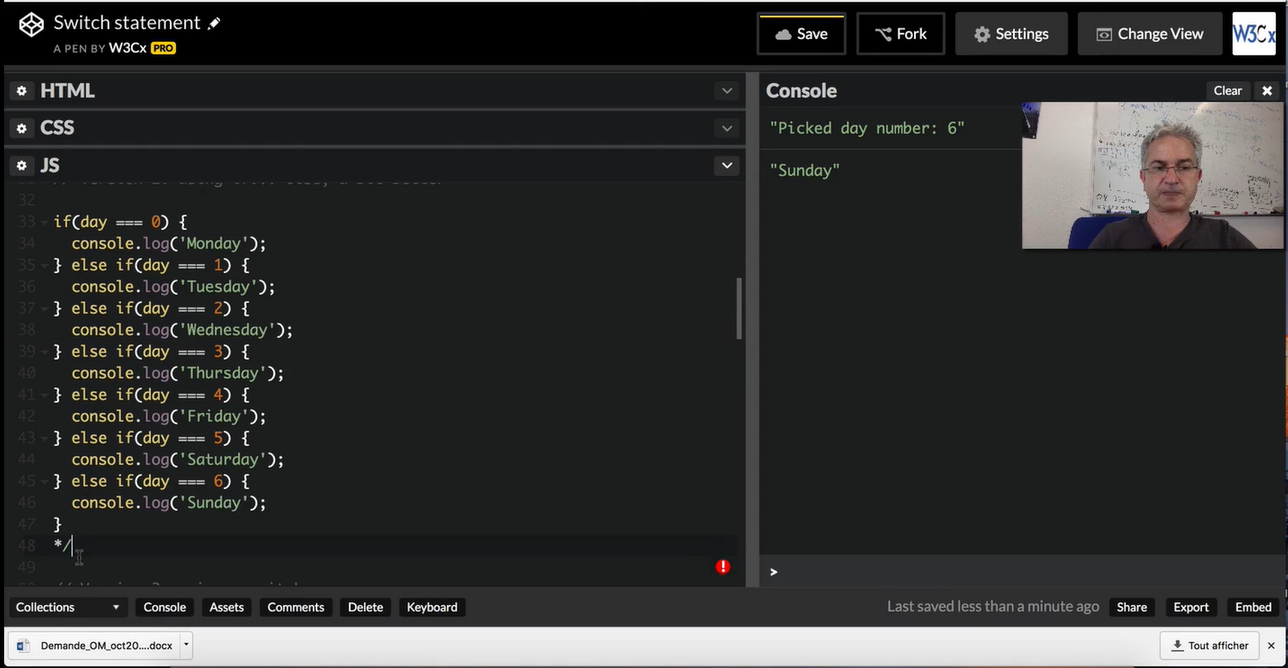 Switch statement
A PEN BY W3Cx PRO
Save
Fork
Settings
Change View
W3Cx
HTML
CSS
JS
32
33 if(day === 0) {
34 console.log('Monday');
35 } else if(day === 1) {
36 console.log('Tuesday');
37 } else if(day === 2) {
38 console.log('Wednesday');
39 } else if(day === 3) {
40 console.log('Thursday');
41 } else if(day === 4) {
42 console.log('Friday');
43 } else if(day === 5) {
44 console.log('Saturday');
45 } else if(day === 6) {
46 console.log('Sunday');
47 }
48 */
49
Console
Clear
"Picked day number: 6"
"Sunday"
>
Collections
Console
Assets
Comments
Delete
Keyboard
Last saved less than a minute ago
Share
Export
Embed
Demande_OM_oct20....docx
Tout afficher